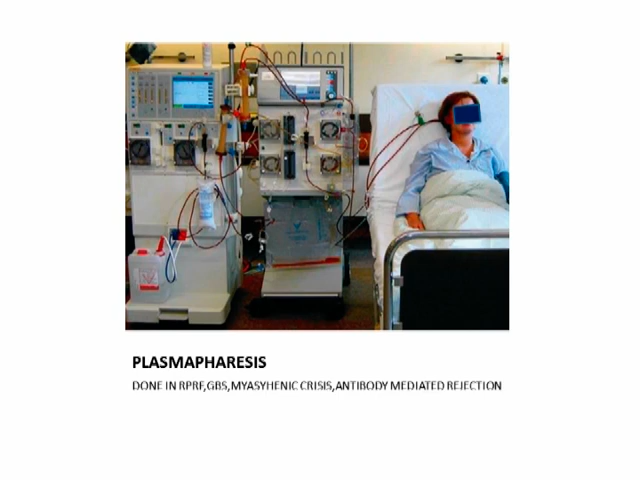 PLASMAPHARESIS
DONE IN RPRF,GBS,MYASYHENIC CRISIS,ANTIBODY MEDIATED REJECTION